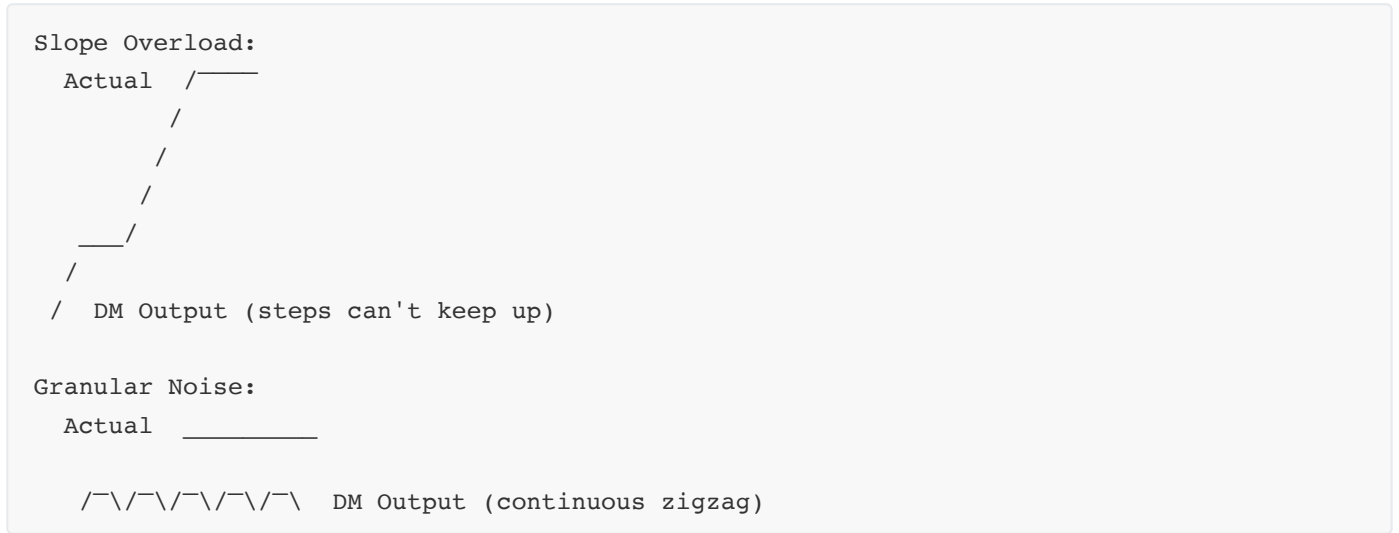 Slope Overload:
  Actual  /‾‾‾‾
         /
        /
       /
   ___/
  /
 /  DM Output (steps can't keep up)

Granular Noise:
  Actual  _________

   /‾\/‾\/‾\/‾\/‾\  DM Output (continuous zigzag)